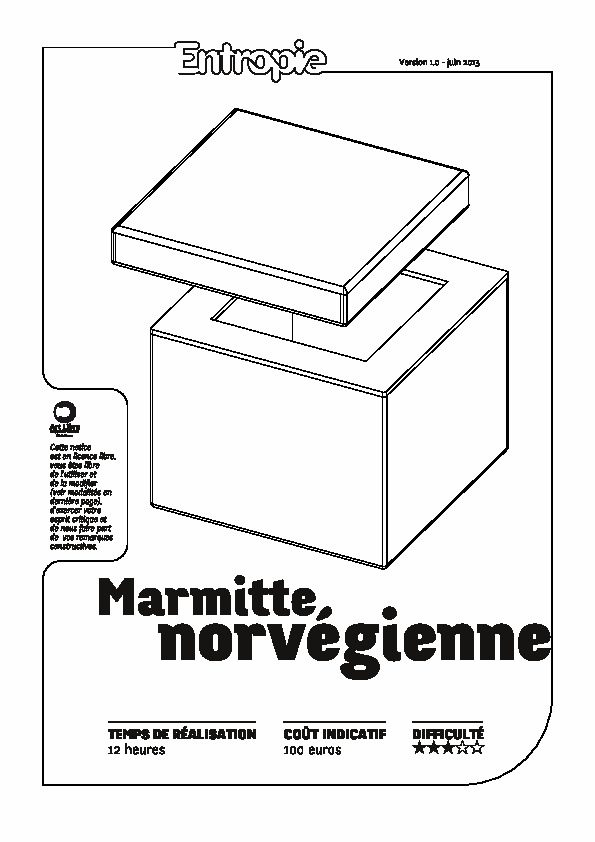 Entropie
Version 1.0 - juin 2013
Art Libre
Cette notice
est en licence libre,
vous être libre
de l'utiliser et
de la modifier
(voir modalités en
dernière page),
d'exercer votre
esprit critique et
de nous faire part
de vos remarques
constructives.
Marmitte
norvégienne
TEMPS DE RÉALISATION
12 heures
COÛT INDICATIF
100 euros
DIFFICULTÉ
★★★☆☆